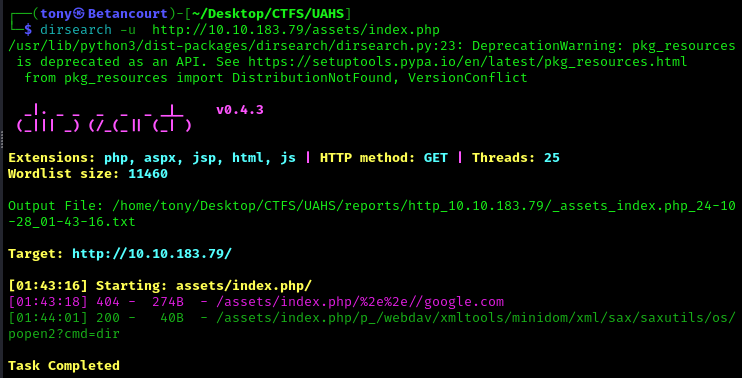 ┌──(tony㉿Betancourt)-[~/Desktop/CTFS/UAHS]
└─$ dirsearch -u  http://10.10.183.79/assets/index.php
/usr/lib/python3/dist-packages/dirsearch/dirsearch.py:23: DeprecationWarning: pkg_resources
 is deprecated as an API. See https://setuptools.pypa.io/en/latest/pkg_resources.html
  from pkg_resources import DistributionNotFound, VersionConflict
  _|. _ _  _  _  _ _|_    v0.4.3
 (_||| _) (/_(_|| (_| )
Extensions: php, aspx, jsp, html, js | HTTP method: GET | Threads: 25
Wordlist size: 11460
Output File: /home/tony/Desktop/CTFS/UAHS/reports/http_10.10.183.79/_assets_index.php_24-10
-28_01-43-16.txt
Target: http://10.10.183.79/
[01:43:16] Starting: assets/index.php/
[01:43:18] 404 -  274B  - /assets/index.php/%2e%2e//google.com
[01:44:01] 200 -   40B  - /assets/index.php/p_/webdav/xmltools/minidom/xml/sax/saxutils/os/
popen2?cmd=dir
Task Completed